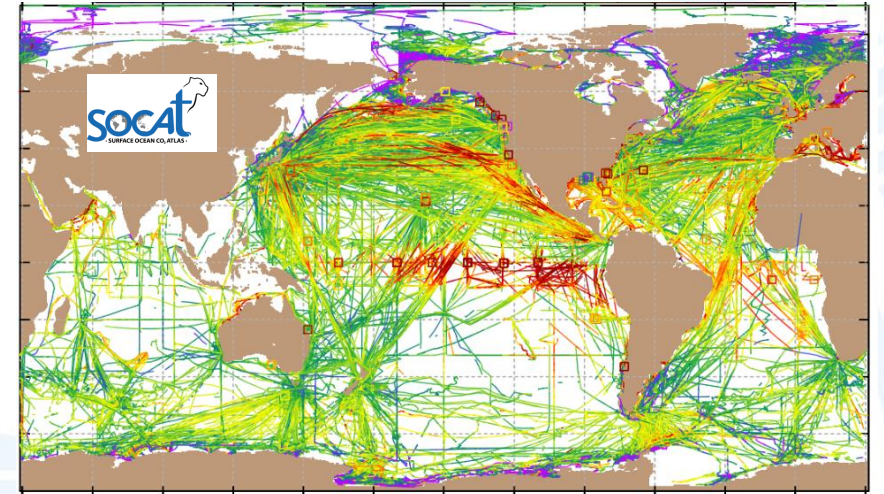 SOCAT
· SURFACE OCEAN CO₂ ATLAS ·